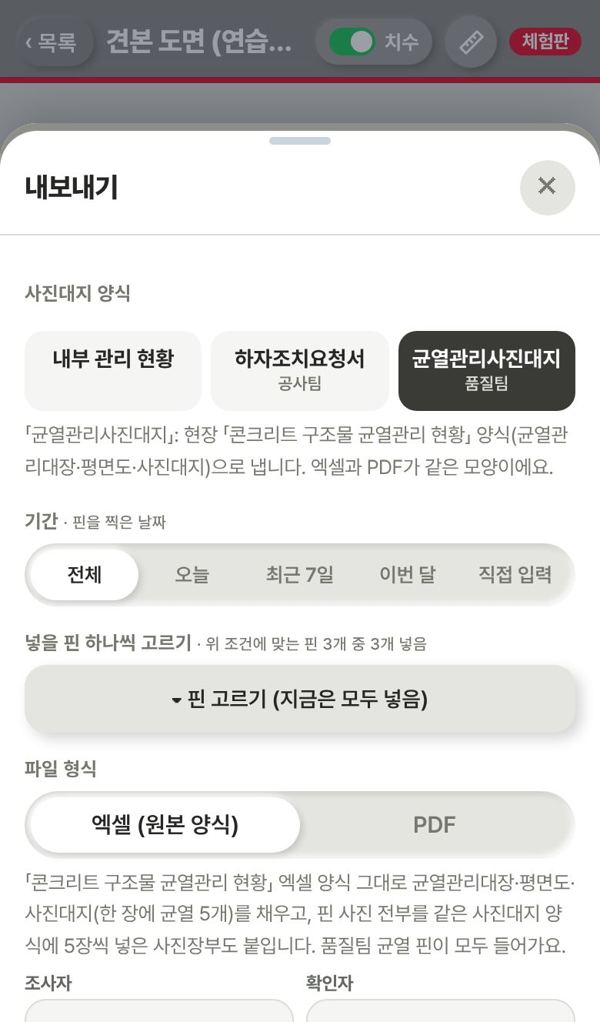 ‹ 목록
견본 도면 (연습...
치수
체험판
내보내기
사진대지 양식
내부 관리 현황
하자조치요청서
공사팀
균열관리사진대지
품질팀
「균열관리사진대지」: 현장 「콘크리트 구조물 균열관리 현황」 양식(균열관
리대장·평면도·사진대지)으로 냅니다. 엑셀과 PDF가 같은 모양이에요.
기간 · 핀을 찍은 날짜
전체
오늘
최근 7일
이번 달
직접 입력
넣을 핀 하나씩 고르기 · 위 조건에 맞는 핀 3개 중 3개 넣음
핀 고르기 (지금은 모두 넣음)
파일 형식
엑셀 (원본 양식)
PDF
「콘크리트 구조물 균열관리 현황」 엑셀 양식 그대로 균열관리대장·평면도·
사진대지(한 장에 균열 5개)를 채우고, 핀 사진 전부를 같은 사진대지 양
식에 5장씩 넣은 사진장부도 붙입니다. 품질팀 균열 핀이 모두 들어가요.
조사자
확인자